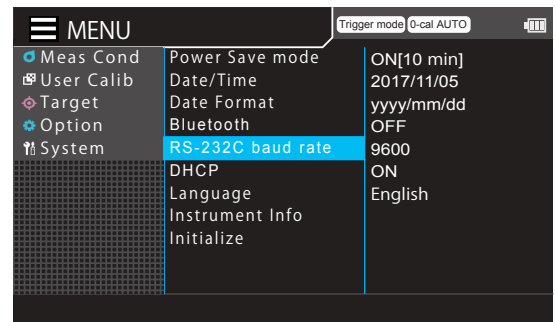 MENU
Trigger mode 0-cal AUTO
Meas Cond
User Calib
Target
Option
System
Power Save mode
Date/Time
Date Format
Bluetooth
RS-232C baud rate
DHCP
Language
Instrument Info
Initialize
ON[10 min]
2017/11/05
yyyy/mm/dd
OFF
9600
ON
English